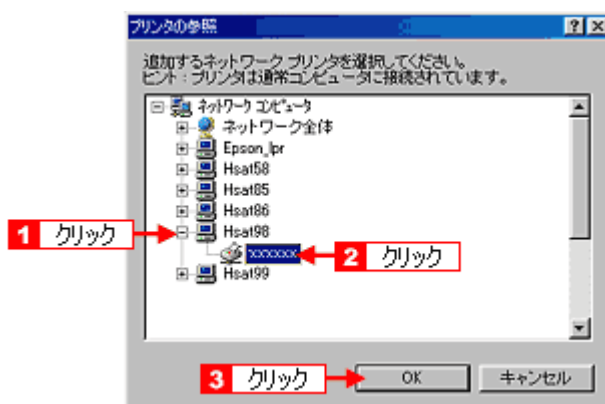 プリンタの参照
追加するネットワーク プリンタを選択してください。
ヒント : プリンタは通常コンピュータに接続されています。
ネットワーク コンピュータ
ネットワーク全体
Epson_lpr
Hsat58
Hsat85
Hsat86
1 クリック
Hsat98
xxxxxx
2 クリック
Hsat99
3 クリック
OK
キャンセル